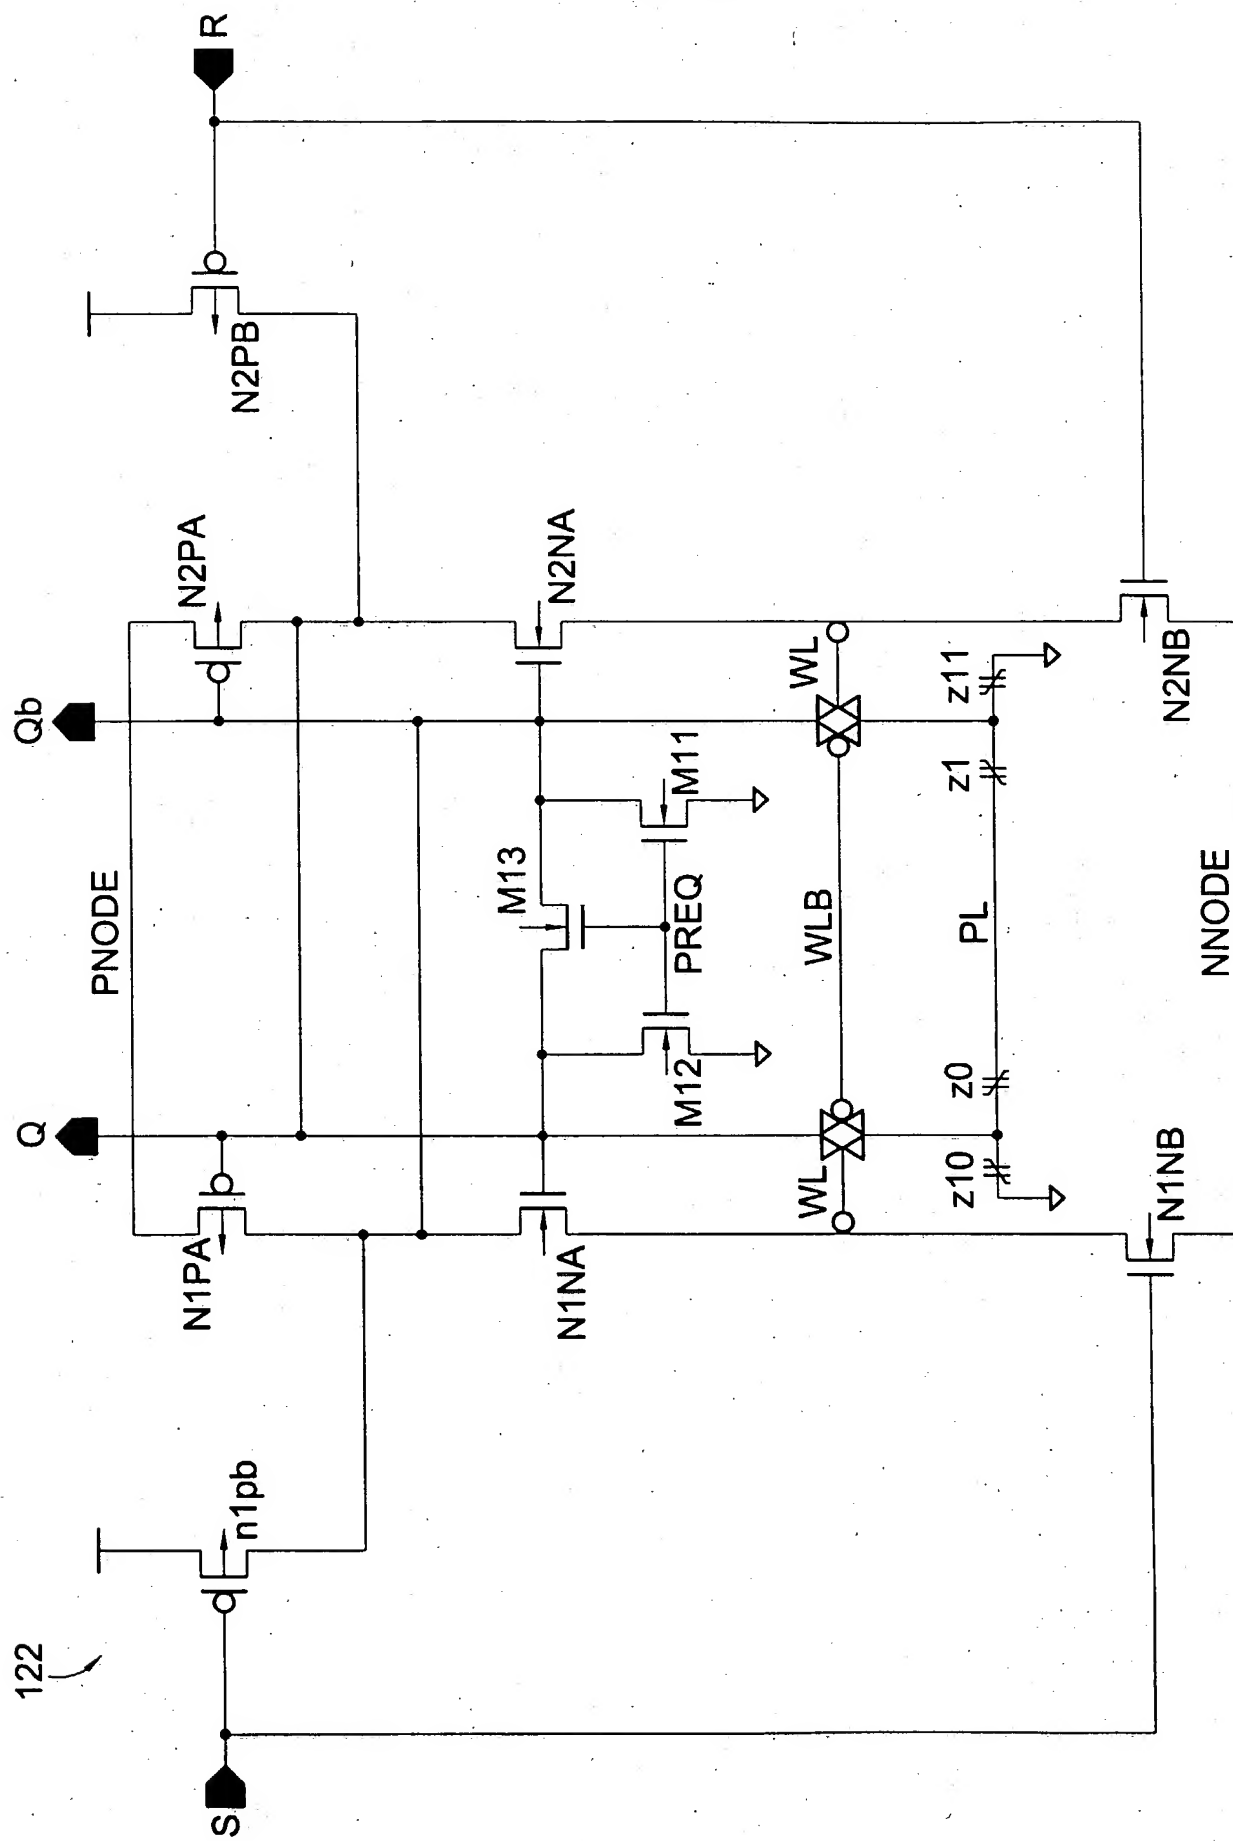 122
S
n1pb
N1PA
Q
PNODE
Qb
N2PA
N2PB
R
N1NA
M12
M13
PREQ
M11
N2NA
WL
WLB
WL
z10
z0
PL
z1
z11
N1NB
NNODE
N2NB